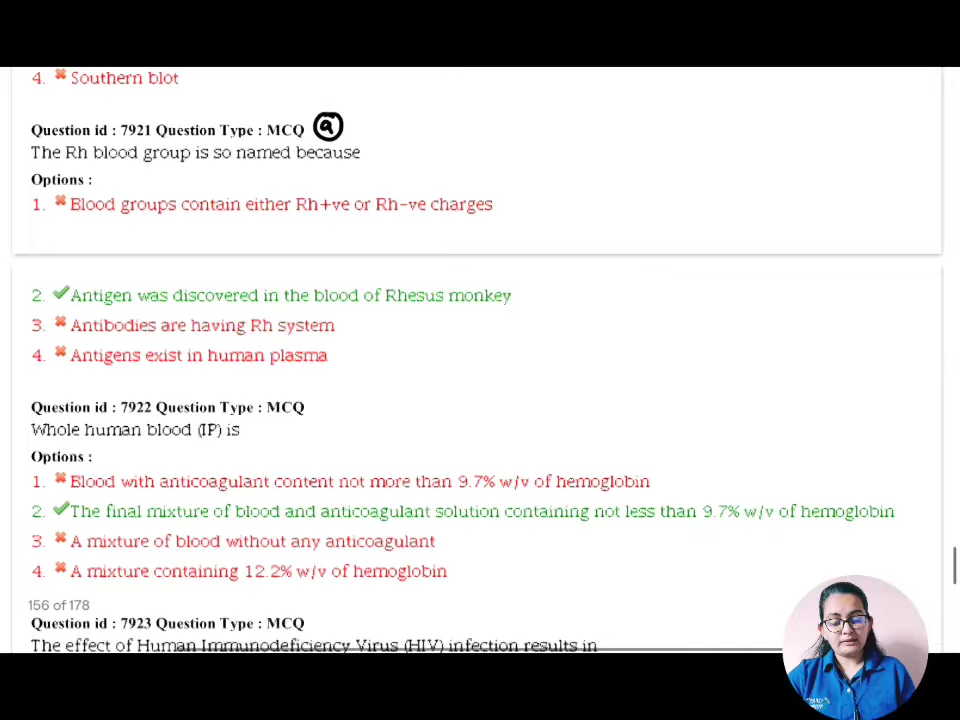 4. Southern blot
Question id : 7921 Question Type : MCQ a
The Rh blood group is so named because
Options :
1. Blood groups contain either Rh+ve or Rh-ve charges
2. Antigen was discovered in the blood of Rhesus monkey
3. Antibodies are having Rh system
4. Antigens exist in human plasma
Question id : 7922 Question Type : MCQ
Whole human blood (IP) is
Options :
1. Blood with anticoagulant content not more than 9.7% w/v of hemoglobin
2. The final mixture of blood and anticoagulant solution containing not less than 9.7% w/v of hemoglobin
3. A mixture of blood without any anticoagulant
4. A mixture containing 12.2% w/v of hemoglobin
156 of 178
Question id : 7923 Question Type : MCQ
The effect of Human Immunodeficiency Virus (HIV) infection results in